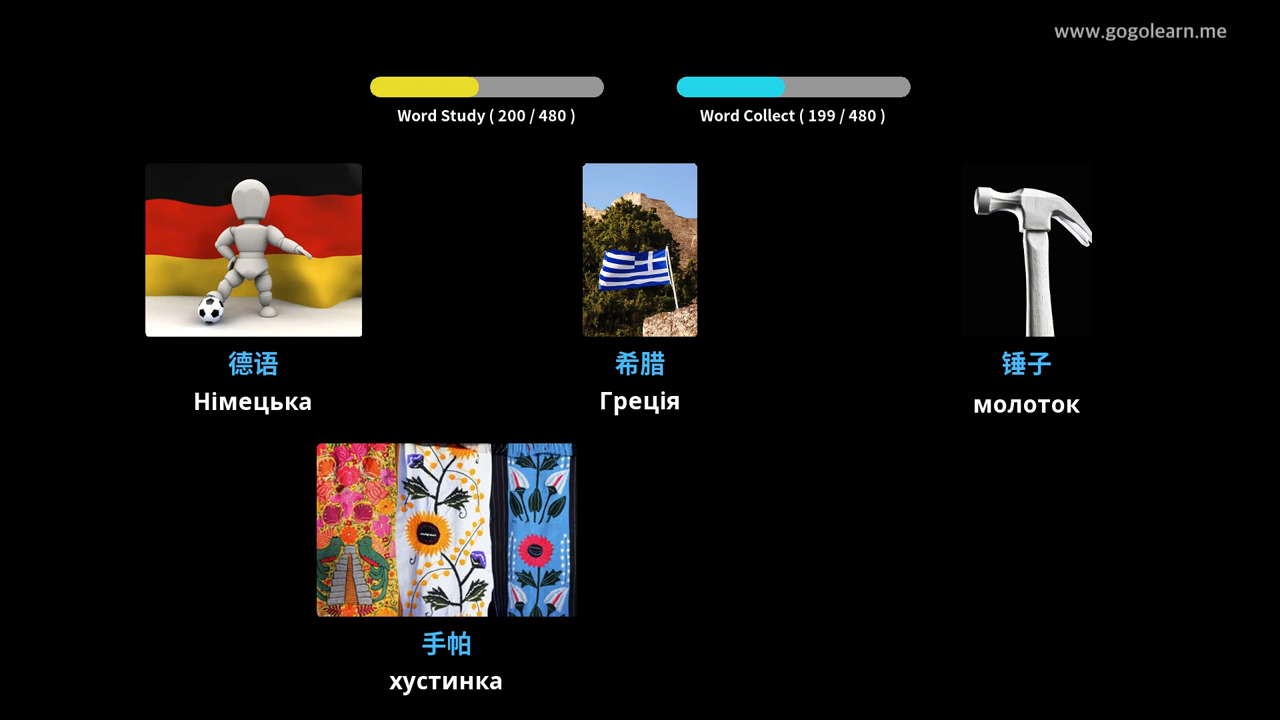 www.gogolearn.me
Word Study ( 200 / 480 )
Word Collect ( 199 / 480 )
德语
Німецька
希腊
Греція
锤子
молоток
手帕
хустинка